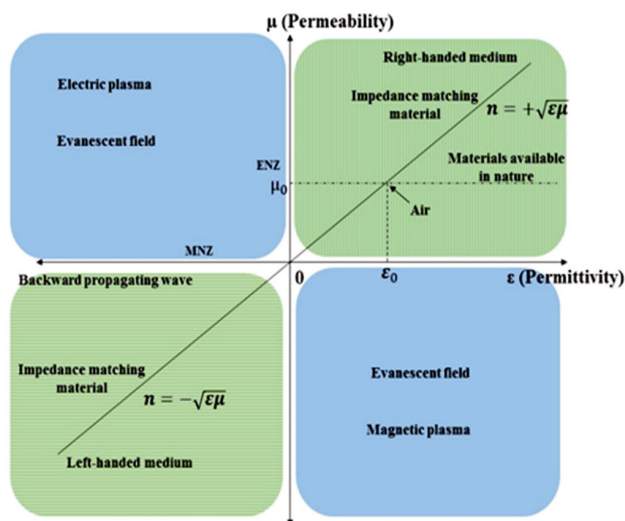 μ (Permeability)
Electric plasma
Evanescent field
Right-handed medium
Impedance matching
material
n = +√εμ
Materials available
in nature
ENZ
μ₀
Air
MNZ
0
ε₀
ε (Permittivity)
Backward propagating wave
Impedance matching
material
n = −√εμ
Left-handed medium
Evanescent field
Magnetic plasma